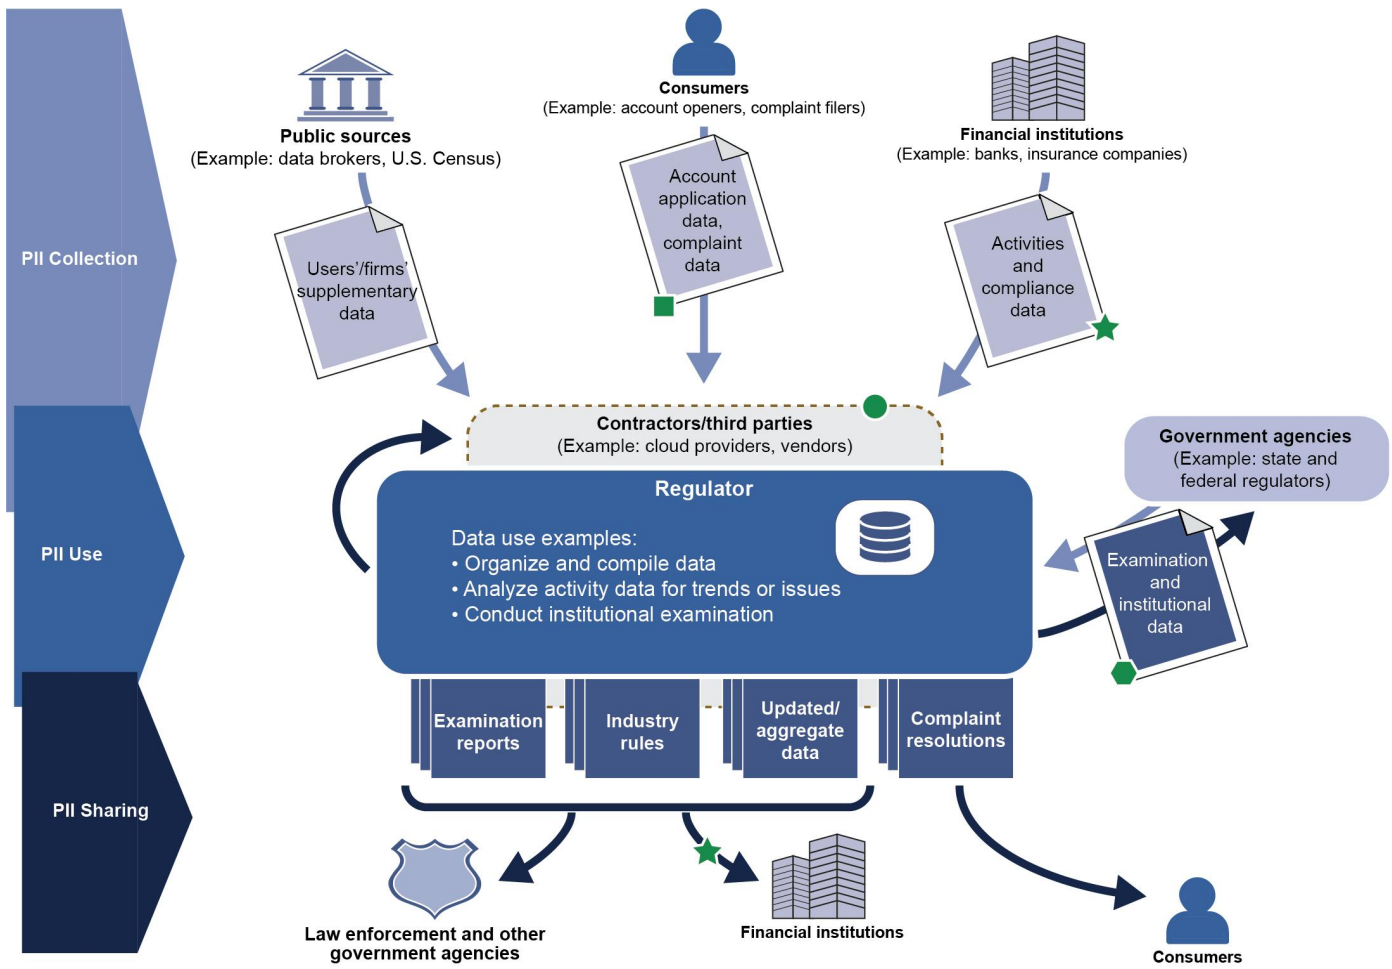 Consumers
(Example: account openers, complaint filers)
Public sources
(Example: data brokers, U.S. Census)
Financial institutions
(Example: banks, insurance companies)
PII Collection
Users’/firms’
supplementary
data
Account
application
data,
complaint
data
Activities
and
compliance
data
Contractors/third parties
(Example: cloud providers, vendors)
Government agencies
(Example: state and
federal regulators)
PII Use
Regulator
Data use examples:
• Organize and compile data
• Analyze activity data for trends or issues
• Conduct institutional examination
Examination
and
institutional
data
PII Sharing
Examination
reports
Industry
rules
Updated/
aggregate
data
Complaint
resolutions
Law enforcement and other
government agencies
Financial institutions
Consumers